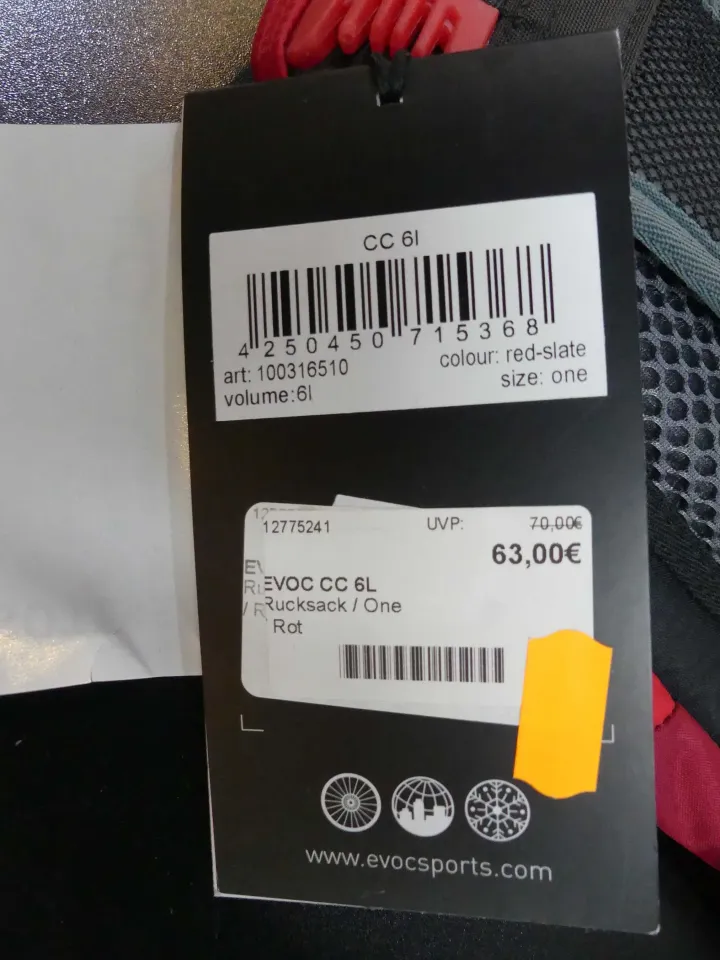 CC 6l
4 250450 715368
art: 100316510
colour: red-slate
volume:6l
size: one
12775241
UVP:
70,00€
63,00€
EVOC CC 6L
Rucksack / One
/ Rot
www.evocsports.com